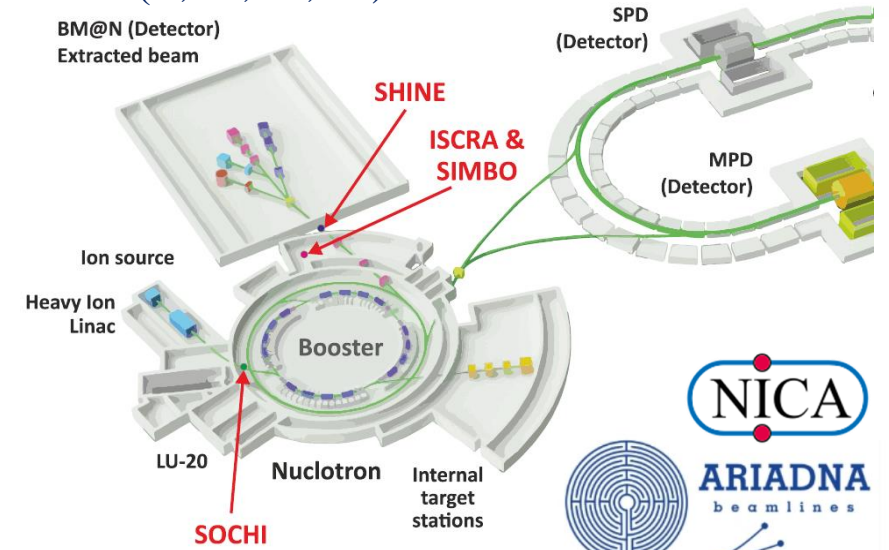 BM@N (Detector)
Extracted beam
SPD
(Detector)
SHINE
ISCRA &
SIMBO
MPD
(Detector)
Ion source
Heavy Ion
Linac
Booster
LU-20
Nuclotron
Internal
target
stations
SOCHI
NICA
ARIADNA
beamlines